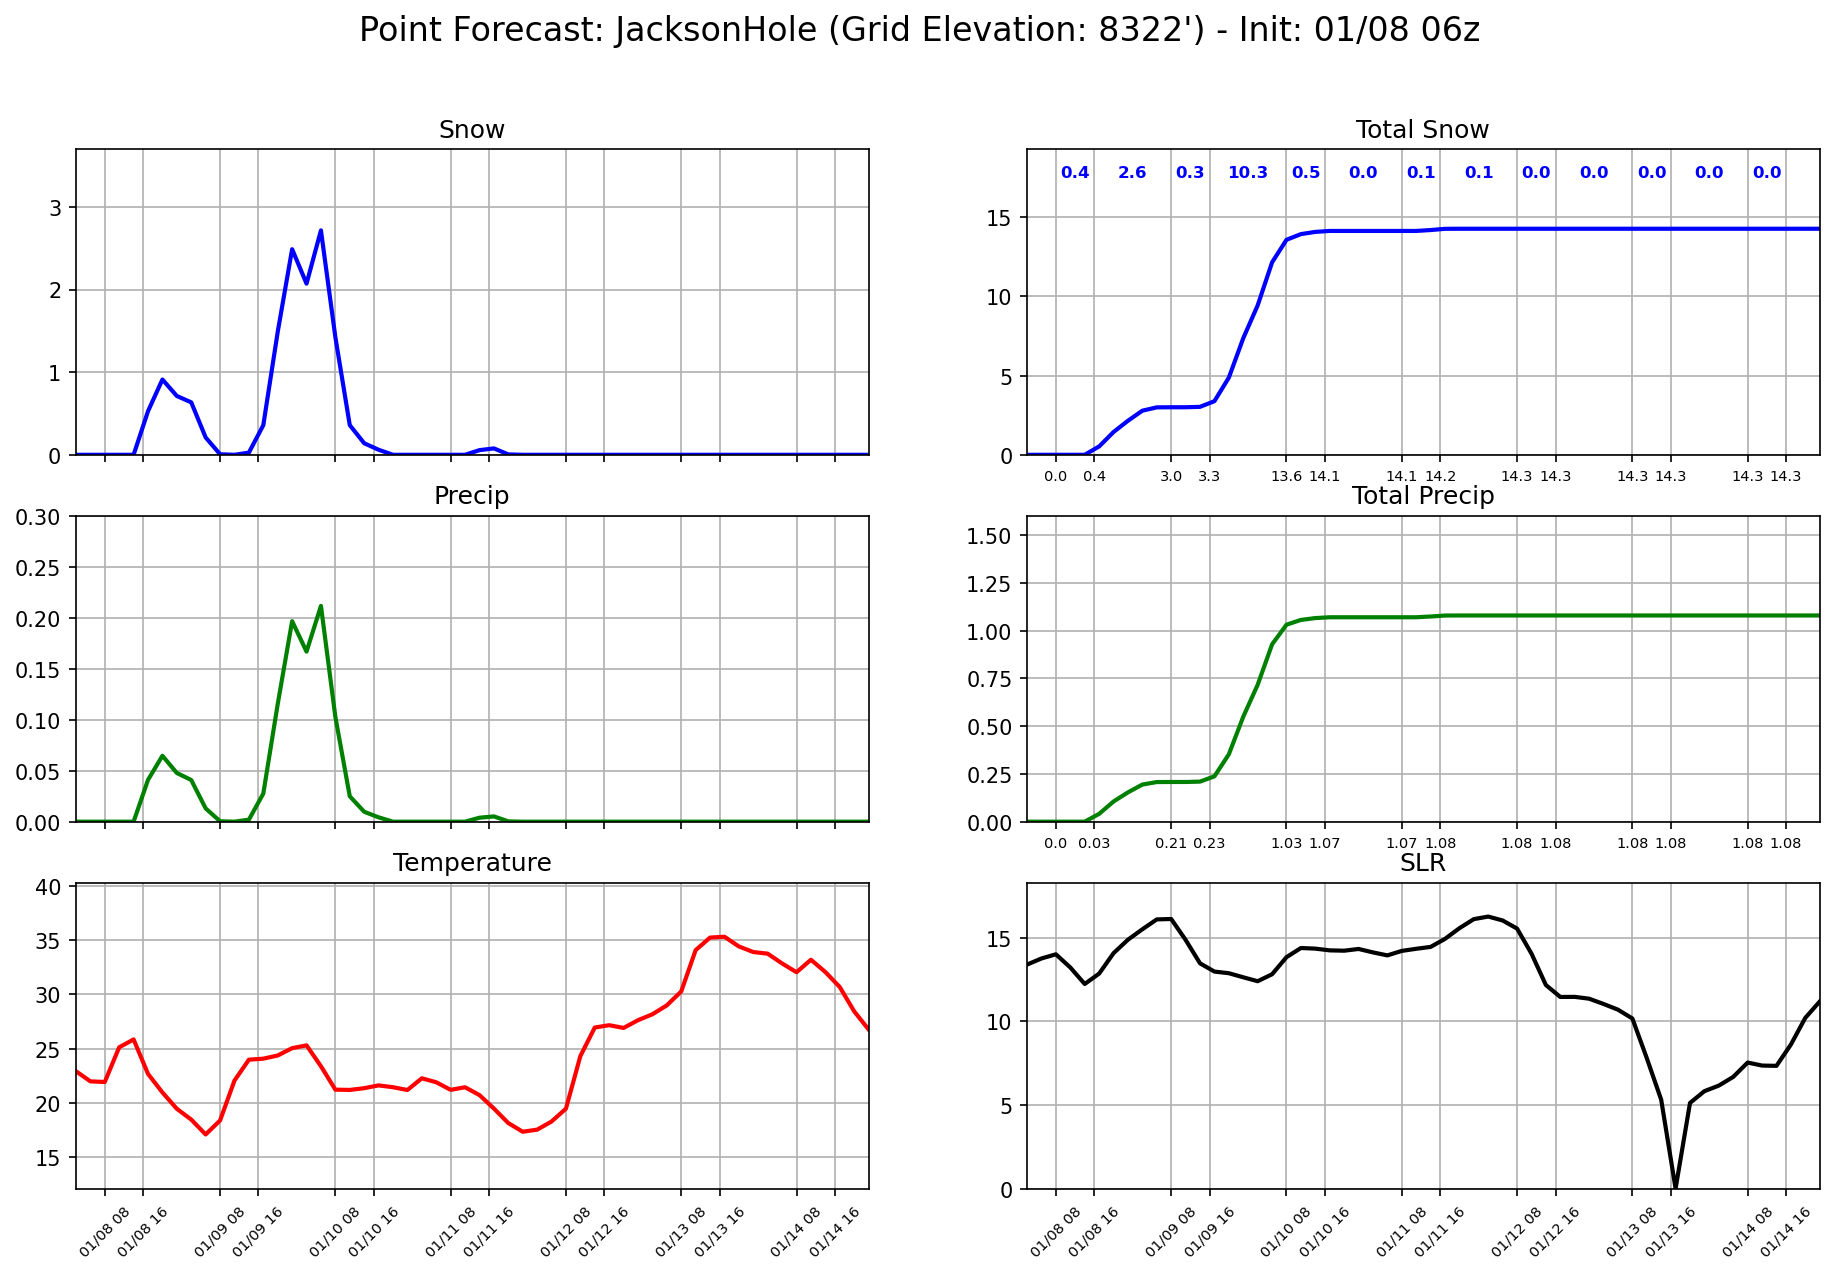 Point Forecast: JacksonHole (Grid Elevation: 8322') - Init: 01/08 06z
Snow
3
2
1
0
Total Snow
0.4 2.6 0.3 10.3 0.5 0.0 0.1 0.1 0.0 0.0 0.0 0.0 0.0
15
10
5
0
0.0 0.4 3.0 3.3 13.6 14.1 14.1 14.2 14.3 14.3 14.3 14.3 14.3 14.3
Precip
0.30
0.25
0.20
0.15
0.10
0.05
0.00
Total Precip
1.50
1.25
1.00
0.75
0.50
0.25
0.00
0.0 0.03 0.21 0.23 1.03 1.07 1.07 1.08 1.08 1.08 1.08 1.08 1.08 1.08
Temperature
40
35
30
25
20
15
01/08 08 01/08 16 01/09 08 01/09 16 01/10 08 01/10 16 01/11 08 01/11 16 01/12 08 01/12 16 01/13 08 01/13 16 01/14 08 01/14 16
SLR
15
10
5
0
01/08 08 01/08 16 01/09 08 01/09 16 01/10 08 01/10 16 01/11 08 01/11 16 01/12 08 01/12 16 01/13 08 01/13 16 01/14 08 01/14 16